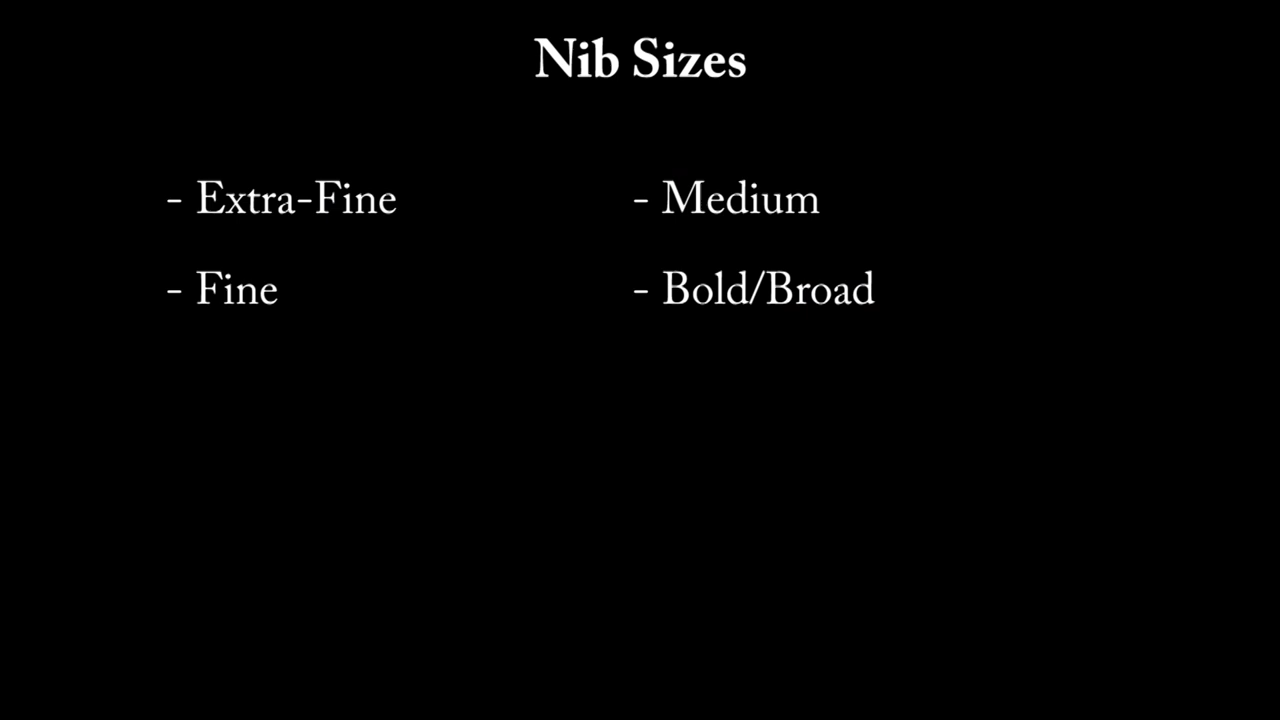 Nib Sizes
- Extra-Fine
- Fine
- Medium
- Bold/Broad